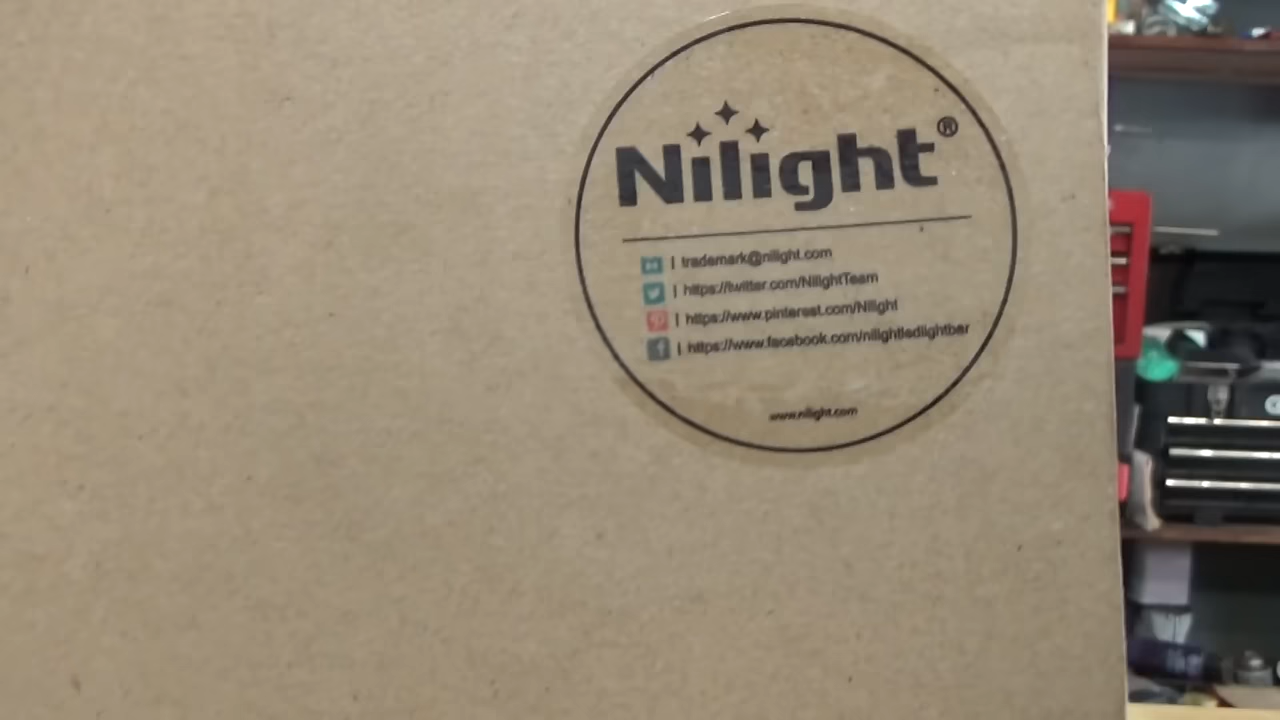 Nilight®
| trademark@nilight.com
| https://twitter.com/NilightTeam
| https://www.pinterest.com/Nilight
| https://www.facebook.com/nilightledlightbar
www.nilight.com